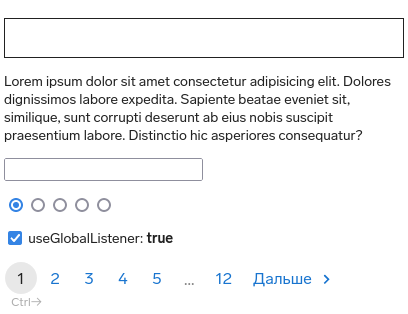 Lorem ipsum dolor sit amet consectetur adipisicing elit. Dolores
dignissimos labore expedita. Sapiente beatae eveniet sit,
similique, sunt corrupti deserunt ab eius nobis suscipit
praesentium labore. Distinctio hic asperiores consequatur?
useGlobalListener: true
1 2 3 4 5 ... 12 Дальше >
Ctrl→